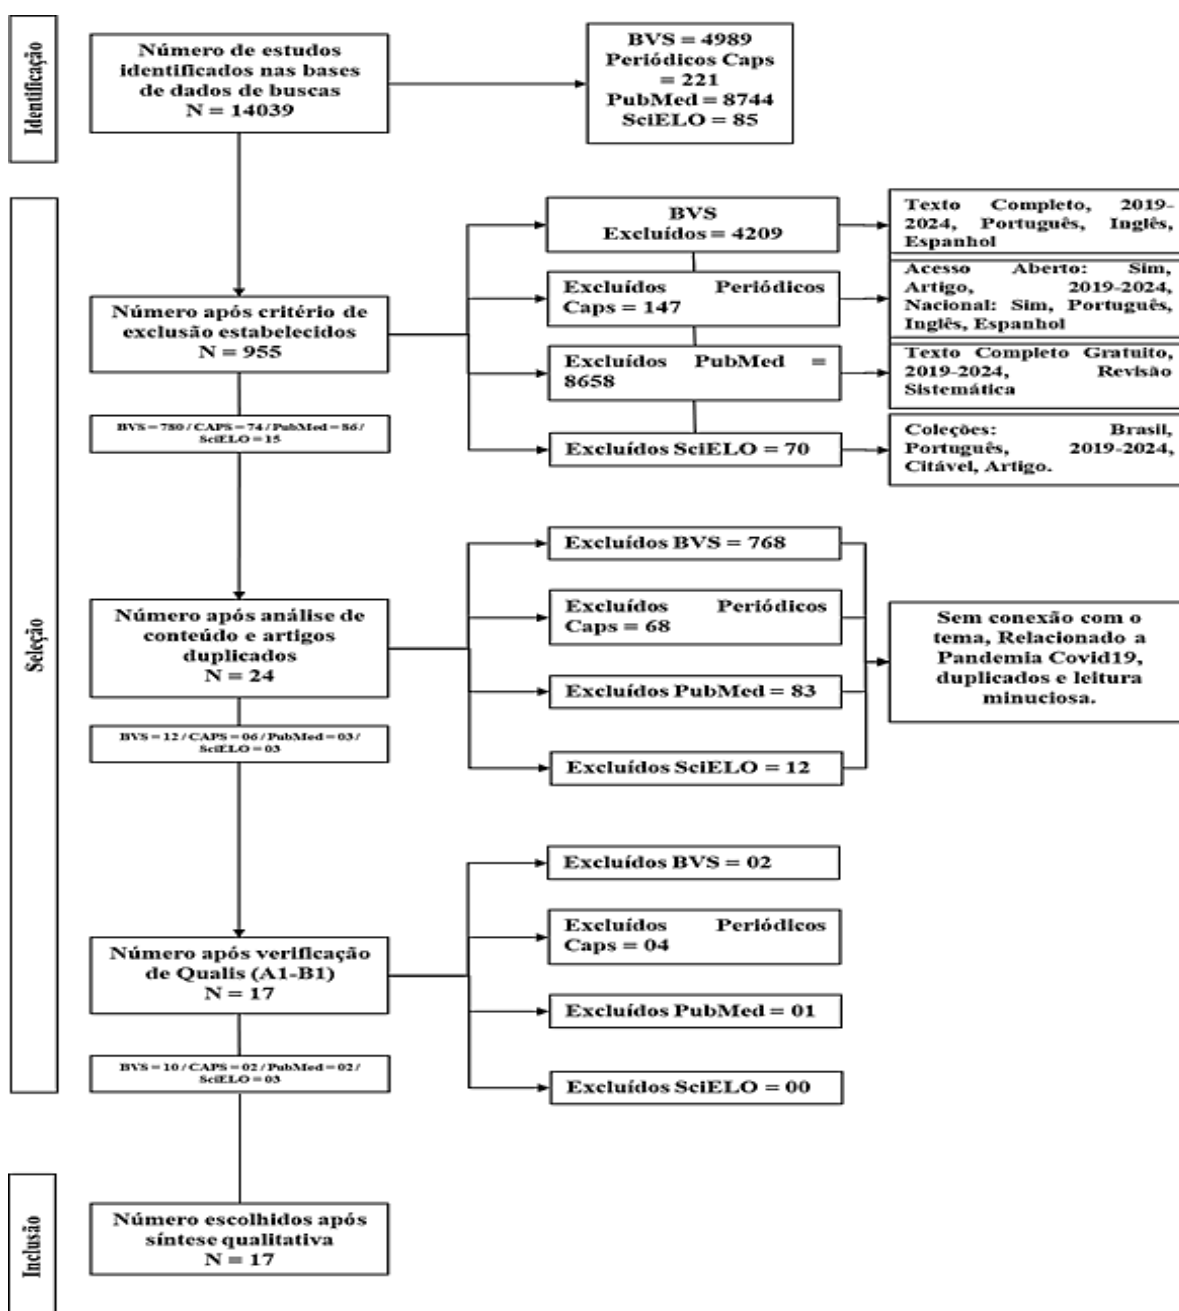 Identificação
Número de estudos
identificados nas bases
de dados de buscas
N = 14039
BVS = 4989
Periódicos Caps
= 221
PubMed = 8744
SciELO = 85
Seleção
Número após critério de
exclusão estabelecidos
N = 955
BVS = 780 / CAPS = 74 / PubMed = 86 /
SciELO = 15
BVS
Excluídos = 4209
Excluídos Periódicos
Caps = 147
Excluídos PubMed =
8658
Excluídos SciELO = 70
Texto Completo, 2019-
2024, Português, Inglês,
Espanhol
Acesso Aberto: Sim,
Artigo, 2019-2024,
Nacional: Sim, Português,
Inglês, Espanhol
Texto Completo Gratuito,
2019-2024, Revisão
Sistemática
Coleções: Brasil,
Português, 2019-2024,
Citável, Artigo.
Número após análise de
conteúdo e artigos
duplicados
N = 24
BVS = 12 / CAPS = 06 / PubMed = 03 /
SciELO = 03
Excluídos BVS = 768
Excluídos Periódicos
Caps = 68
Excluídos PubMed = 83
Excluídos SciELO = 12
Sem conexão com o
tema, Relacionado a
Pandemia Covid19,
duplicados e leitura
minuciosa.
Número após verificação
de Qualis (A1-B1)
N = 17
BVS = 10 / CAPS = 02 / PubMed = 02 /
SciELO = 03
Excluídos BVS = 02
Excluídos Periódicos
Caps = 04
Excluídos PubMed = 01
Excluídos SciELO = 00
Inclusão
Número escolhidos após
síntese qualitativa
N = 17